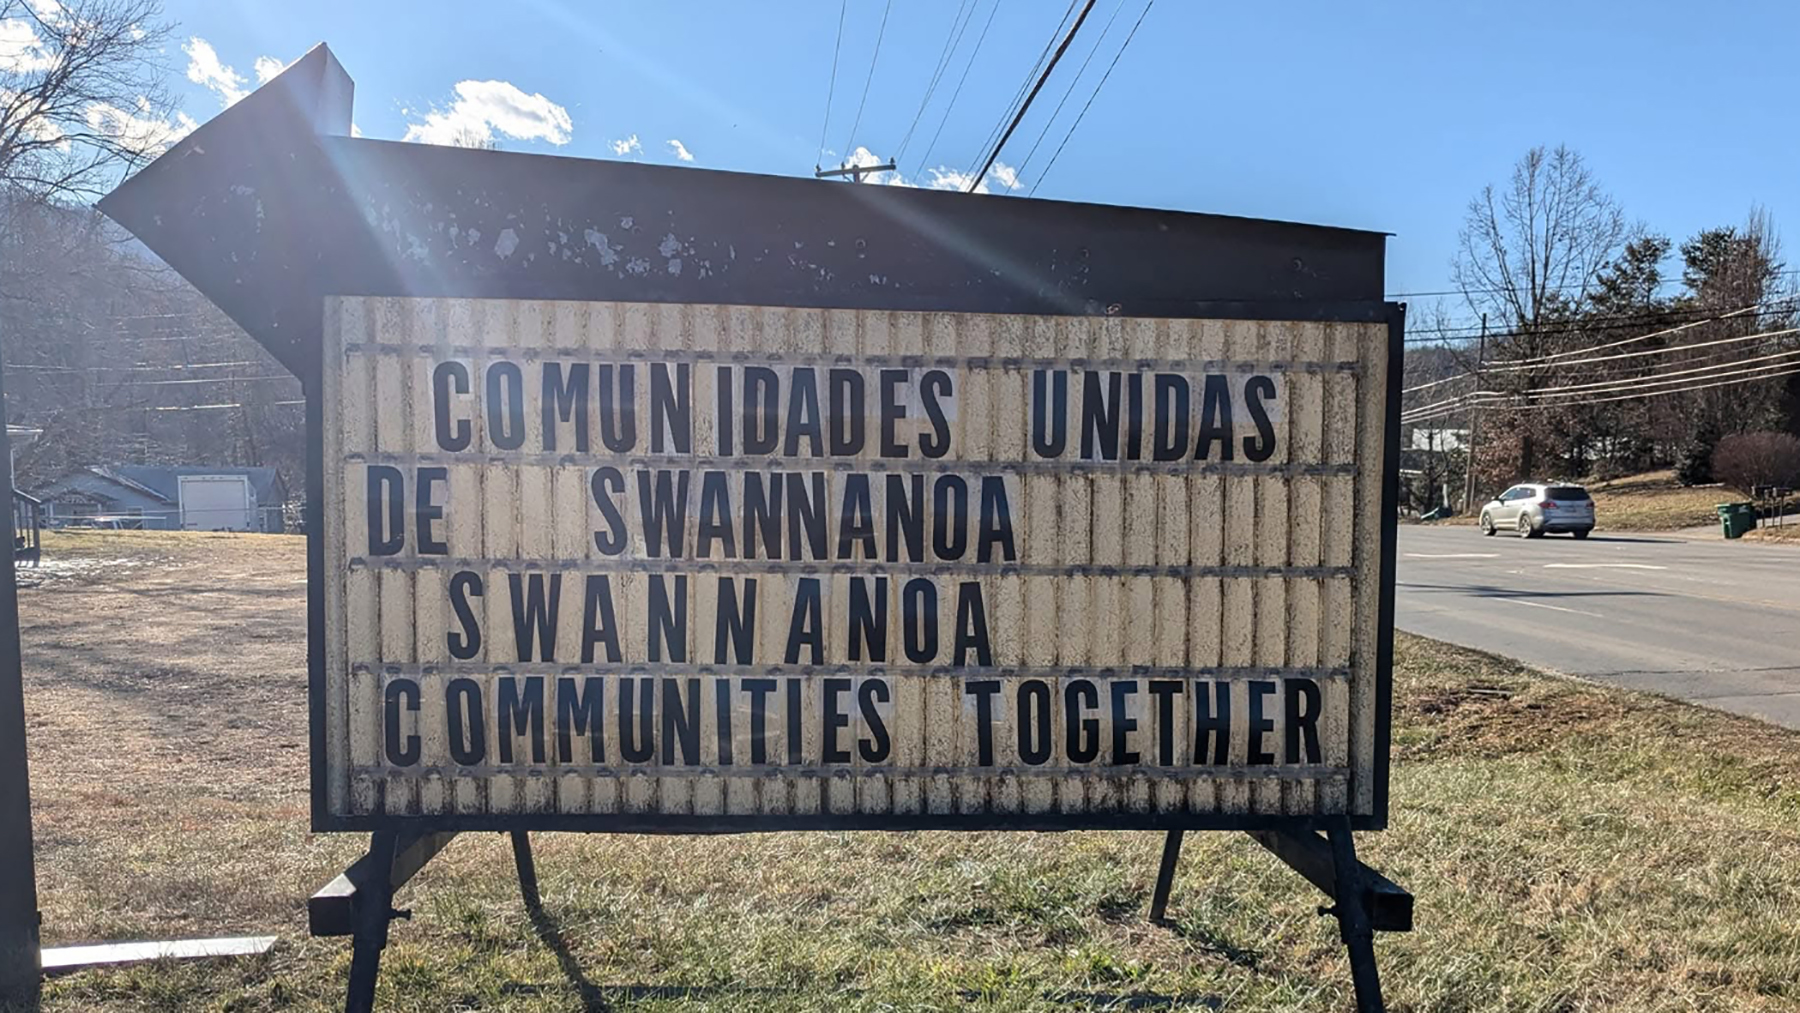 COMUNIDADES UNIDAS
DE SWANNANOA
SWANNANOA
COMMUNITIES TOGETHER